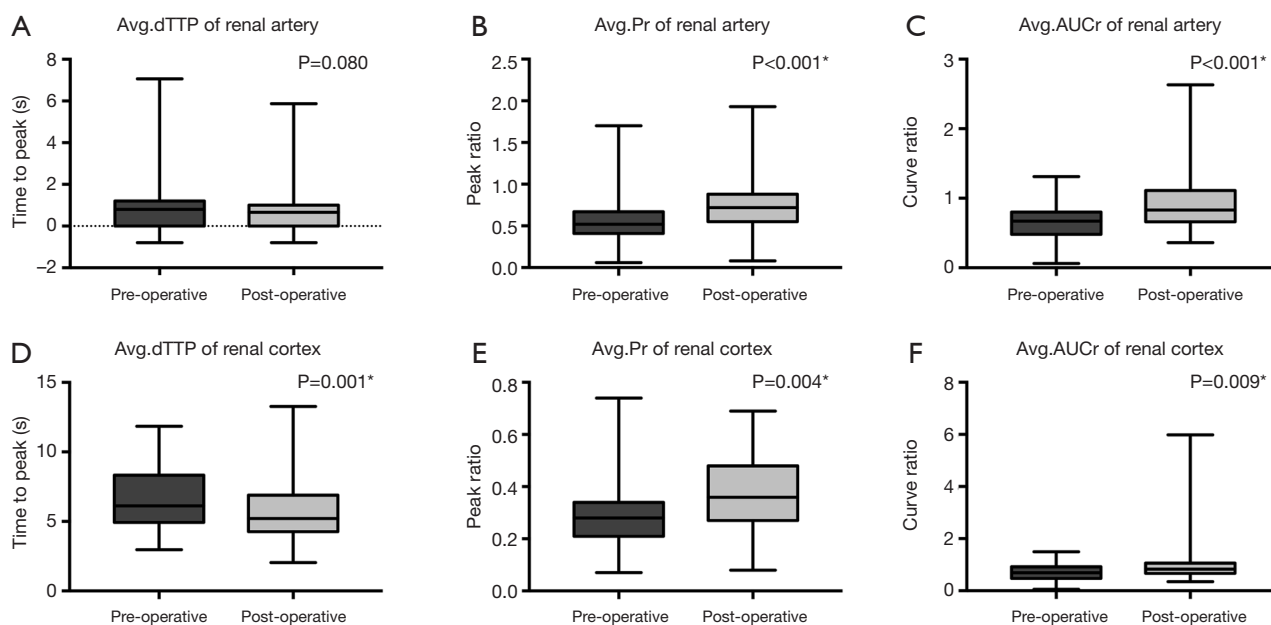 A
Avg.dTTP of renal artery
P=0.080
Time to peak (s)
8
6
4
2
0
−2
Pre-operative
Post-operative
B
Avg.Pr of renal artery
P<0.001*
Peak ratio
2.5
2.0
1.5
1.0
0.5
0.0
Pre-operative
Post-operative
C
Avg.AUCr of renal artery
P<0.001*
Curve ratio
3
2
1
0
Pre-operative
Post-operative
D
Avg.dTTP of renal cortex
P=0.001*
Time to peak (s)
15
10
5
0
Pre-operative
Post-operative
E
Avg.Pr of renal cortex
P=0.004*
Peak ratio
0.8
0.6
0.4
0.2
0.0
Pre-operative
Post-operative
F
Avg.AUCr of renal cortex
P=0.009*
Curve ratio
8
6
4
2
0
Pre-operative
Post-operative